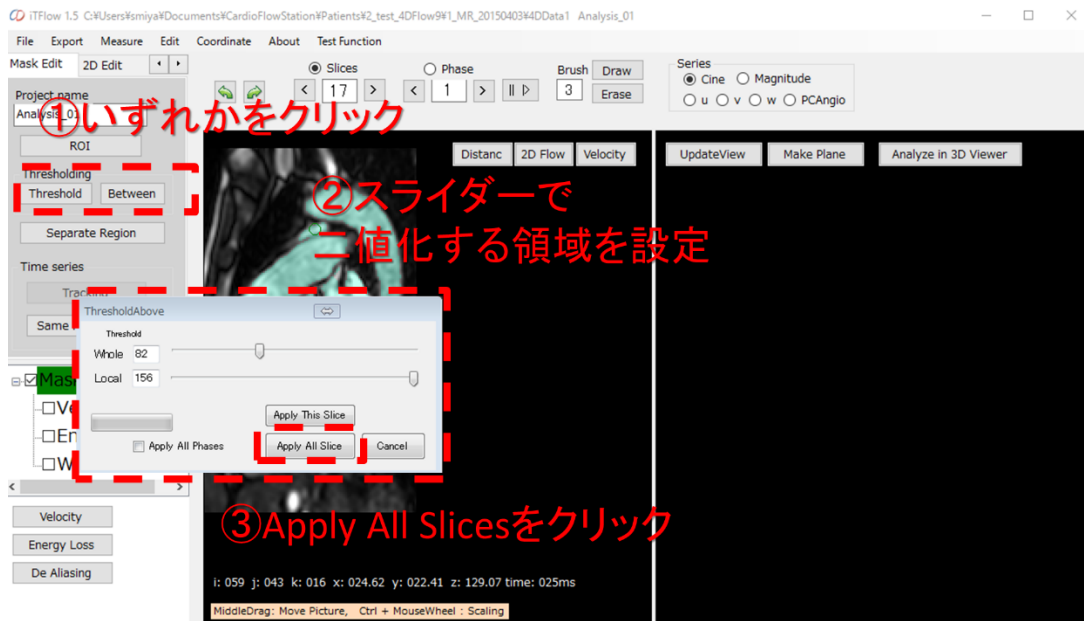 iTFlow 1.5 C:¥Users¥smiya¥Documents¥CardioFlowStation¥Patients¥2_test_4DFlow9¥1_MR_20150403¥4DData1 Analysis_01
File Export Measure Edit Coordinate About Test Function
Mask Edit 2D Edit
Slices Phase Brush Draw
< 17 > < 1 > 3 Erase
Series
Cine Magnitude
u v w PCAngio
Project name
Analysis_01
①いずれかをクリック
ROI
Distanc 2D Flow Velocity UpdateView Make Plane Analyze in 3D Viewer
Thresholding
Threshold Between
②スライダーで
二値化する領域を設定
Separate Region
Time series
Tracking
Same
ThresholdAbove
Threshold
Whole 82
Local 156
Apply This Slice
Apply All Phases Apply All Slice Cancel
Mas
Ve
En
W
Velocity
③Apply All Slicesをクリック
Energy Loss
De Aliasing
i: 059 j: 043 k: 016 x: 024.62 y: 022.41 z: 129.07 time: 025ms
MiddleDrag: Move Picture, Ctrl + MouseWheel : Scaling